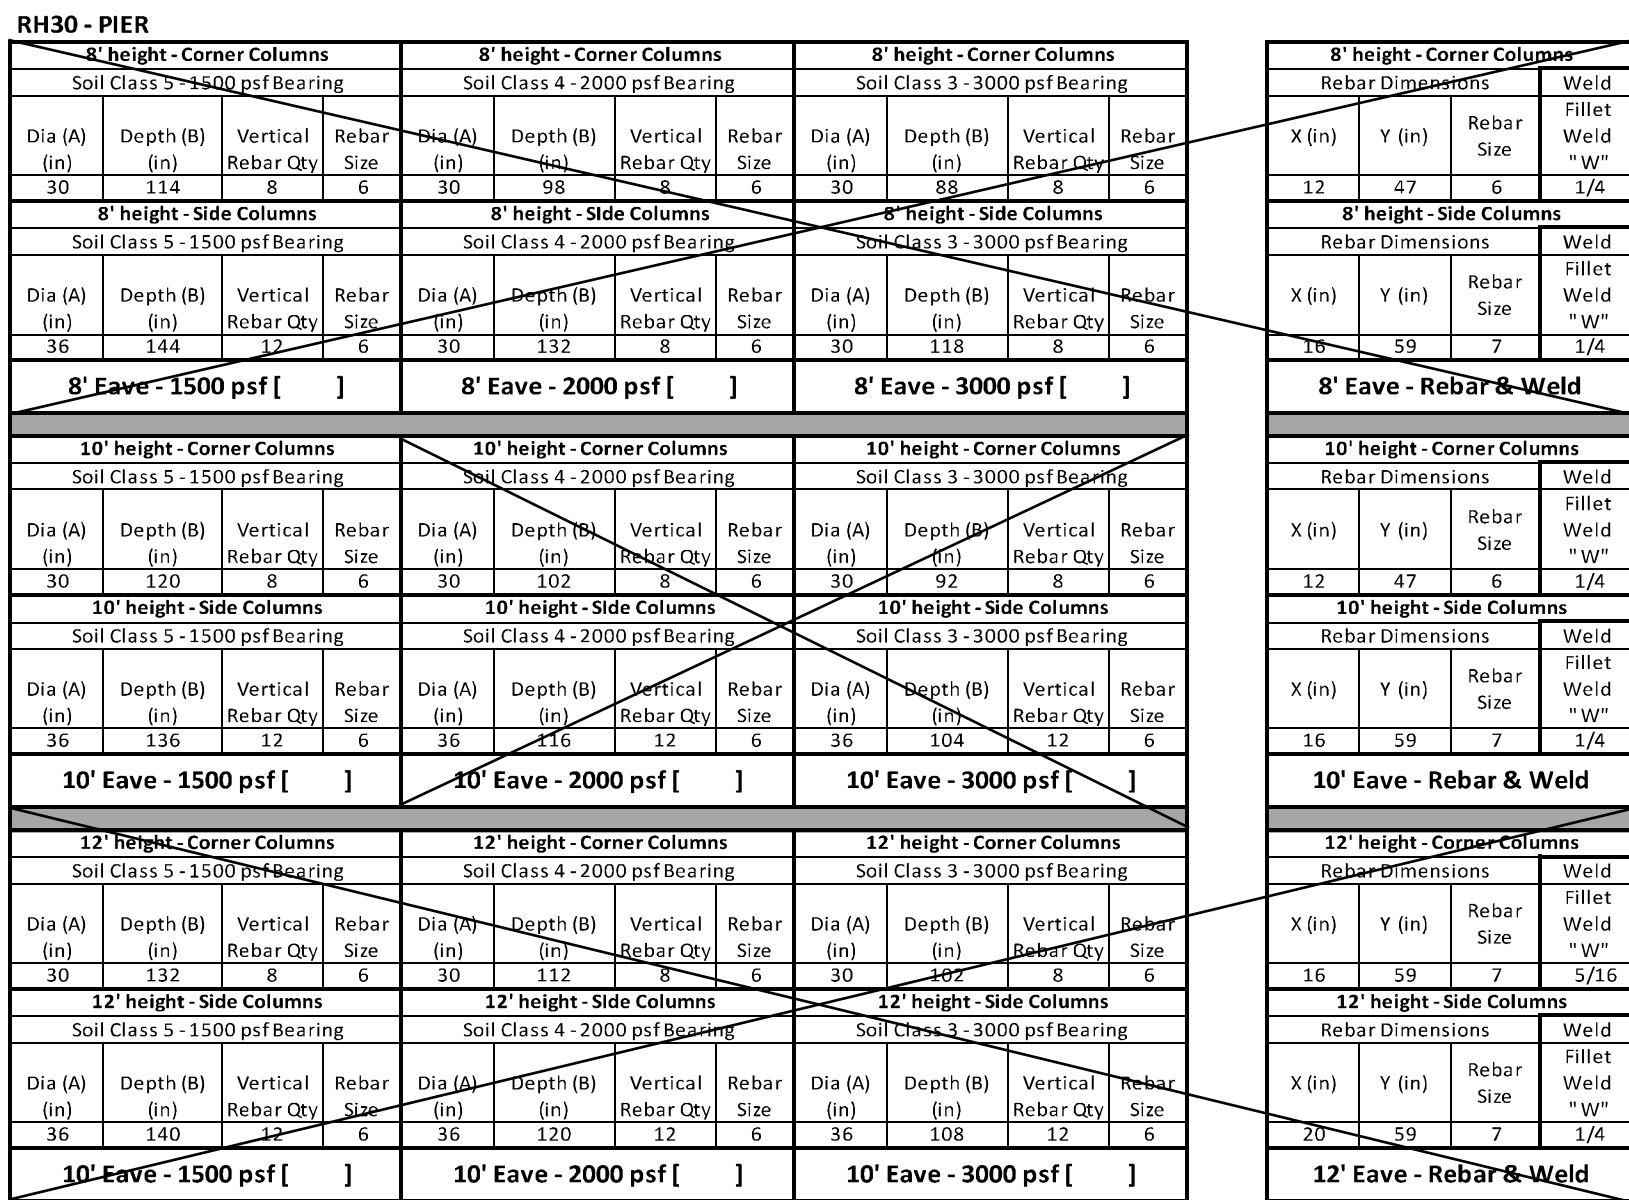 RH30 - PIER
8' height - Corner Columns 8' height - Corner Columns 8' height - Corner Columns 8' height - Corner Columns
Soil Class 5 - 1500 psf Bearing Soil Class 4 - 2000 psf Bearing Soil Class 3 - 3000 psf Bearing Rebar Dimensions Weld
Dia (A) (in) Depth (B) (in) Vertical Rebar Qty Rebar Size Dia (A) (in) Depth (B) (in) Vertical Rebar Qty Rebar Size Dia (A) (in) Depth (B) (in) Vertical Rebar Qty Rebar Size X (in) Y (in) Rebar Size Fillet Weld "W"
30 114 8 6 30 98 8 6 30 88 8 6 12 47 6 1/4
8' height - Side Columns 8' height - SIde Columns 8' height - Side Columns 8' height - Side Columns
Soil Class 5 - 1500 psf Bearing Soil Class 4 - 2000 psf Bearing Soil Class 3 - 3000 psf Bearing Rebar Dimensions Weld
Dia (A) (in) Depth (B) (in) Vertical Rebar Qty Rebar Size Dia (A) (in) Depth (B) (in) Vertical Rebar Qty Rebar Size Dia (A) (in) Depth (B) (in) Vertical Rebar Qty Rebar Size X (in) Y (in) Rebar Size Fillet Weld "W"
36 144 12 6 30 132 8 6 30 118 8 6 16 59 7 1/4
8' Eave - 1500 psf [ ] 8' Eave - 2000 psf [ ] 8' Eave - 3000 psf [ ] 8' Eave - Rebar & Weld
10' height - Corner Columns 10' height - Corner Columns 10' height - Corner Columns 10' height - Corner Columns
Soil Class 5 - 1500 psf Bearing Soil Class 4 - 2000 psf Bearing Soil Class 3 - 3000 psf Bearing Rebar Dimensions Weld
Dia (A) (in) Depth (B) (in) Vertical Rebar Qty Rebar Size Dia (A) (in) Depth (B) (in) Vertical Rebar Qty Rebar Size Dia (A) (in) Depth (B) (in) Vertical Rebar Qty Rebar Size X (in) Y (in) Rebar Size Fillet Weld "W"
30 120 8 6 30 102 8 6 30 92 8 6 12 47 6 1/4
10' height - Side Columns 10' height - SIde Columns 10' height - Side Columns 10' height - Side Columns
Soil Class 5 - 1500 psf Bearing Soil Class 4 - 2000 psf Bearing Soil Class 3 - 3000 psf Bearing Rebar Dimensions Weld
Dia (A) (in) Depth (B) (in) Vertical Rebar Qty Rebar Size Dia (A) (in) Depth (B) (in) Vertical Rebar Qty Rebar Size Dia (A) (in) Depth (B) (in) Vertical Rebar Qty Rebar Size X (in) Y (in) Rebar Size Fillet Weld "W"
36 136 12 6 36 116 12 6 36 104 12 6 16 59 7 1/4
10' Eave - 1500 psf [ ] 10' Eave - 2000 psf [ ] 10' Eave - 3000 psf [ ] 10' Eave - Rebar & Weld
12' height - Corner Columns 12' height - Corner Columns 12' height - Corner Columns 12' height - Corner Columns
Soil Class 5 - 1500 psf Bearing Soil Class 4 - 2000 psf Bearing Soil Class 3 - 3000 psf Bearing Rebar Dimensions Weld
Dia (A) (in) Depth (B) (in) Vertical Rebar Qty Rebar Size Dia (A) (in) Depth (B) (in) Vertical Rebar Qty Rebar Size Dia (A) (in) Depth (B) (in) Vertical Rebar Qty Rebar Size X (in) Y (in) Rebar Size Fillet Weld "W"
30 132 8 6 30 112 8 6 30 102 8 6 16 59 7 5/16
12' height - Side Columns 12' height - SIde Columns 12' height - Side Columns 12' height - Side Columns
Soil Class 5 - 1500 psf Bearing Soil Class 4 - 2000 psf Bearing Soil Class 3 - 3000 psf Bearing Rebar Dimensions Weld
Dia (A) (in) Depth (B) (in) Vertical Rebar Qty Rebar Size Dia (A) (in) Depth (B) (in) Vertical Rebar Qty Rebar Size Dia (A) (in) Depth (B) (in) Vertical Rebar Qty Rebar Size X (in) Y (in) Rebar Size Fillet Weld "W"
36 140 12 6 36 120 12 6 36 108 12 6 20 59 7 1/4
10' Eave - 1500 psf [ ] 10' Eave - 2000 psf [ ] 10' Eave - 3000 psf [ ] 12' Eave - Rebar & Weld